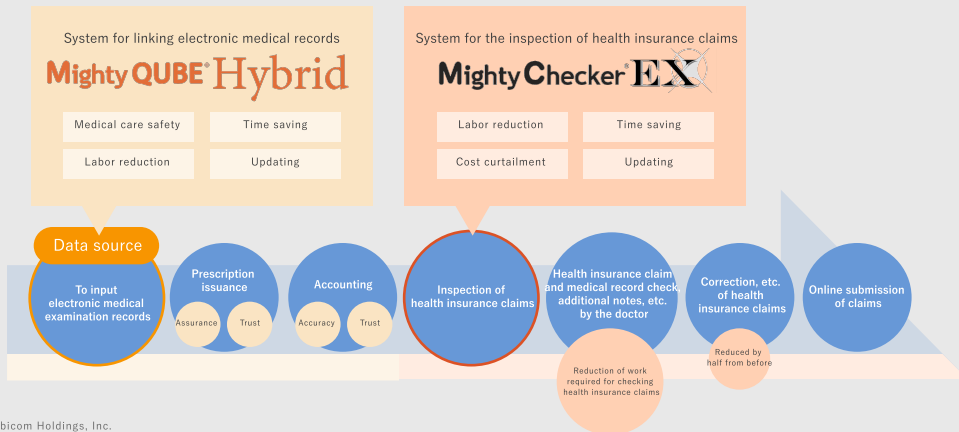 System for linking electronic medical records
Mighty QUBE® Hybrid
Medical care safety
Time saving
Labor reduction
Updating
System for the inspection of health insurance claims
Mighty Checker® EX
Labor reduction
Time saving
Cost curtailment
Updating
Data source
To input
electronic medical
examination records
Prescription
issuance
Assurance
Trust
Accounting
Accuracy
Trust
Inspection of
health insurance claims
Health insurance claim
and medical record check,
additional notes, etc.
by the doctor
Reduction of work
required for checking
health insurance claims
Correction, etc.
of health
insurance claims
Reduced by
half from before
Online submission
of claims
bicom Holdings, Inc.